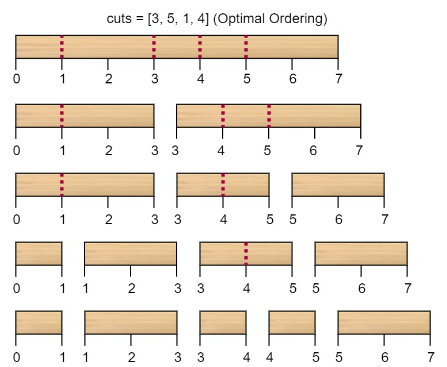 cuts = [3, 5, 1, 4] (Optimal Ordering)
0 1 2 3 4 5 6 7
0 1 2 3 3 4 5 6 7
0 1 2 3 3 4 5 5 6 7
0 1 1 2 3 3 4 5 5 6 7
0 1 1 2 3 3 4 4 5 5 6 7